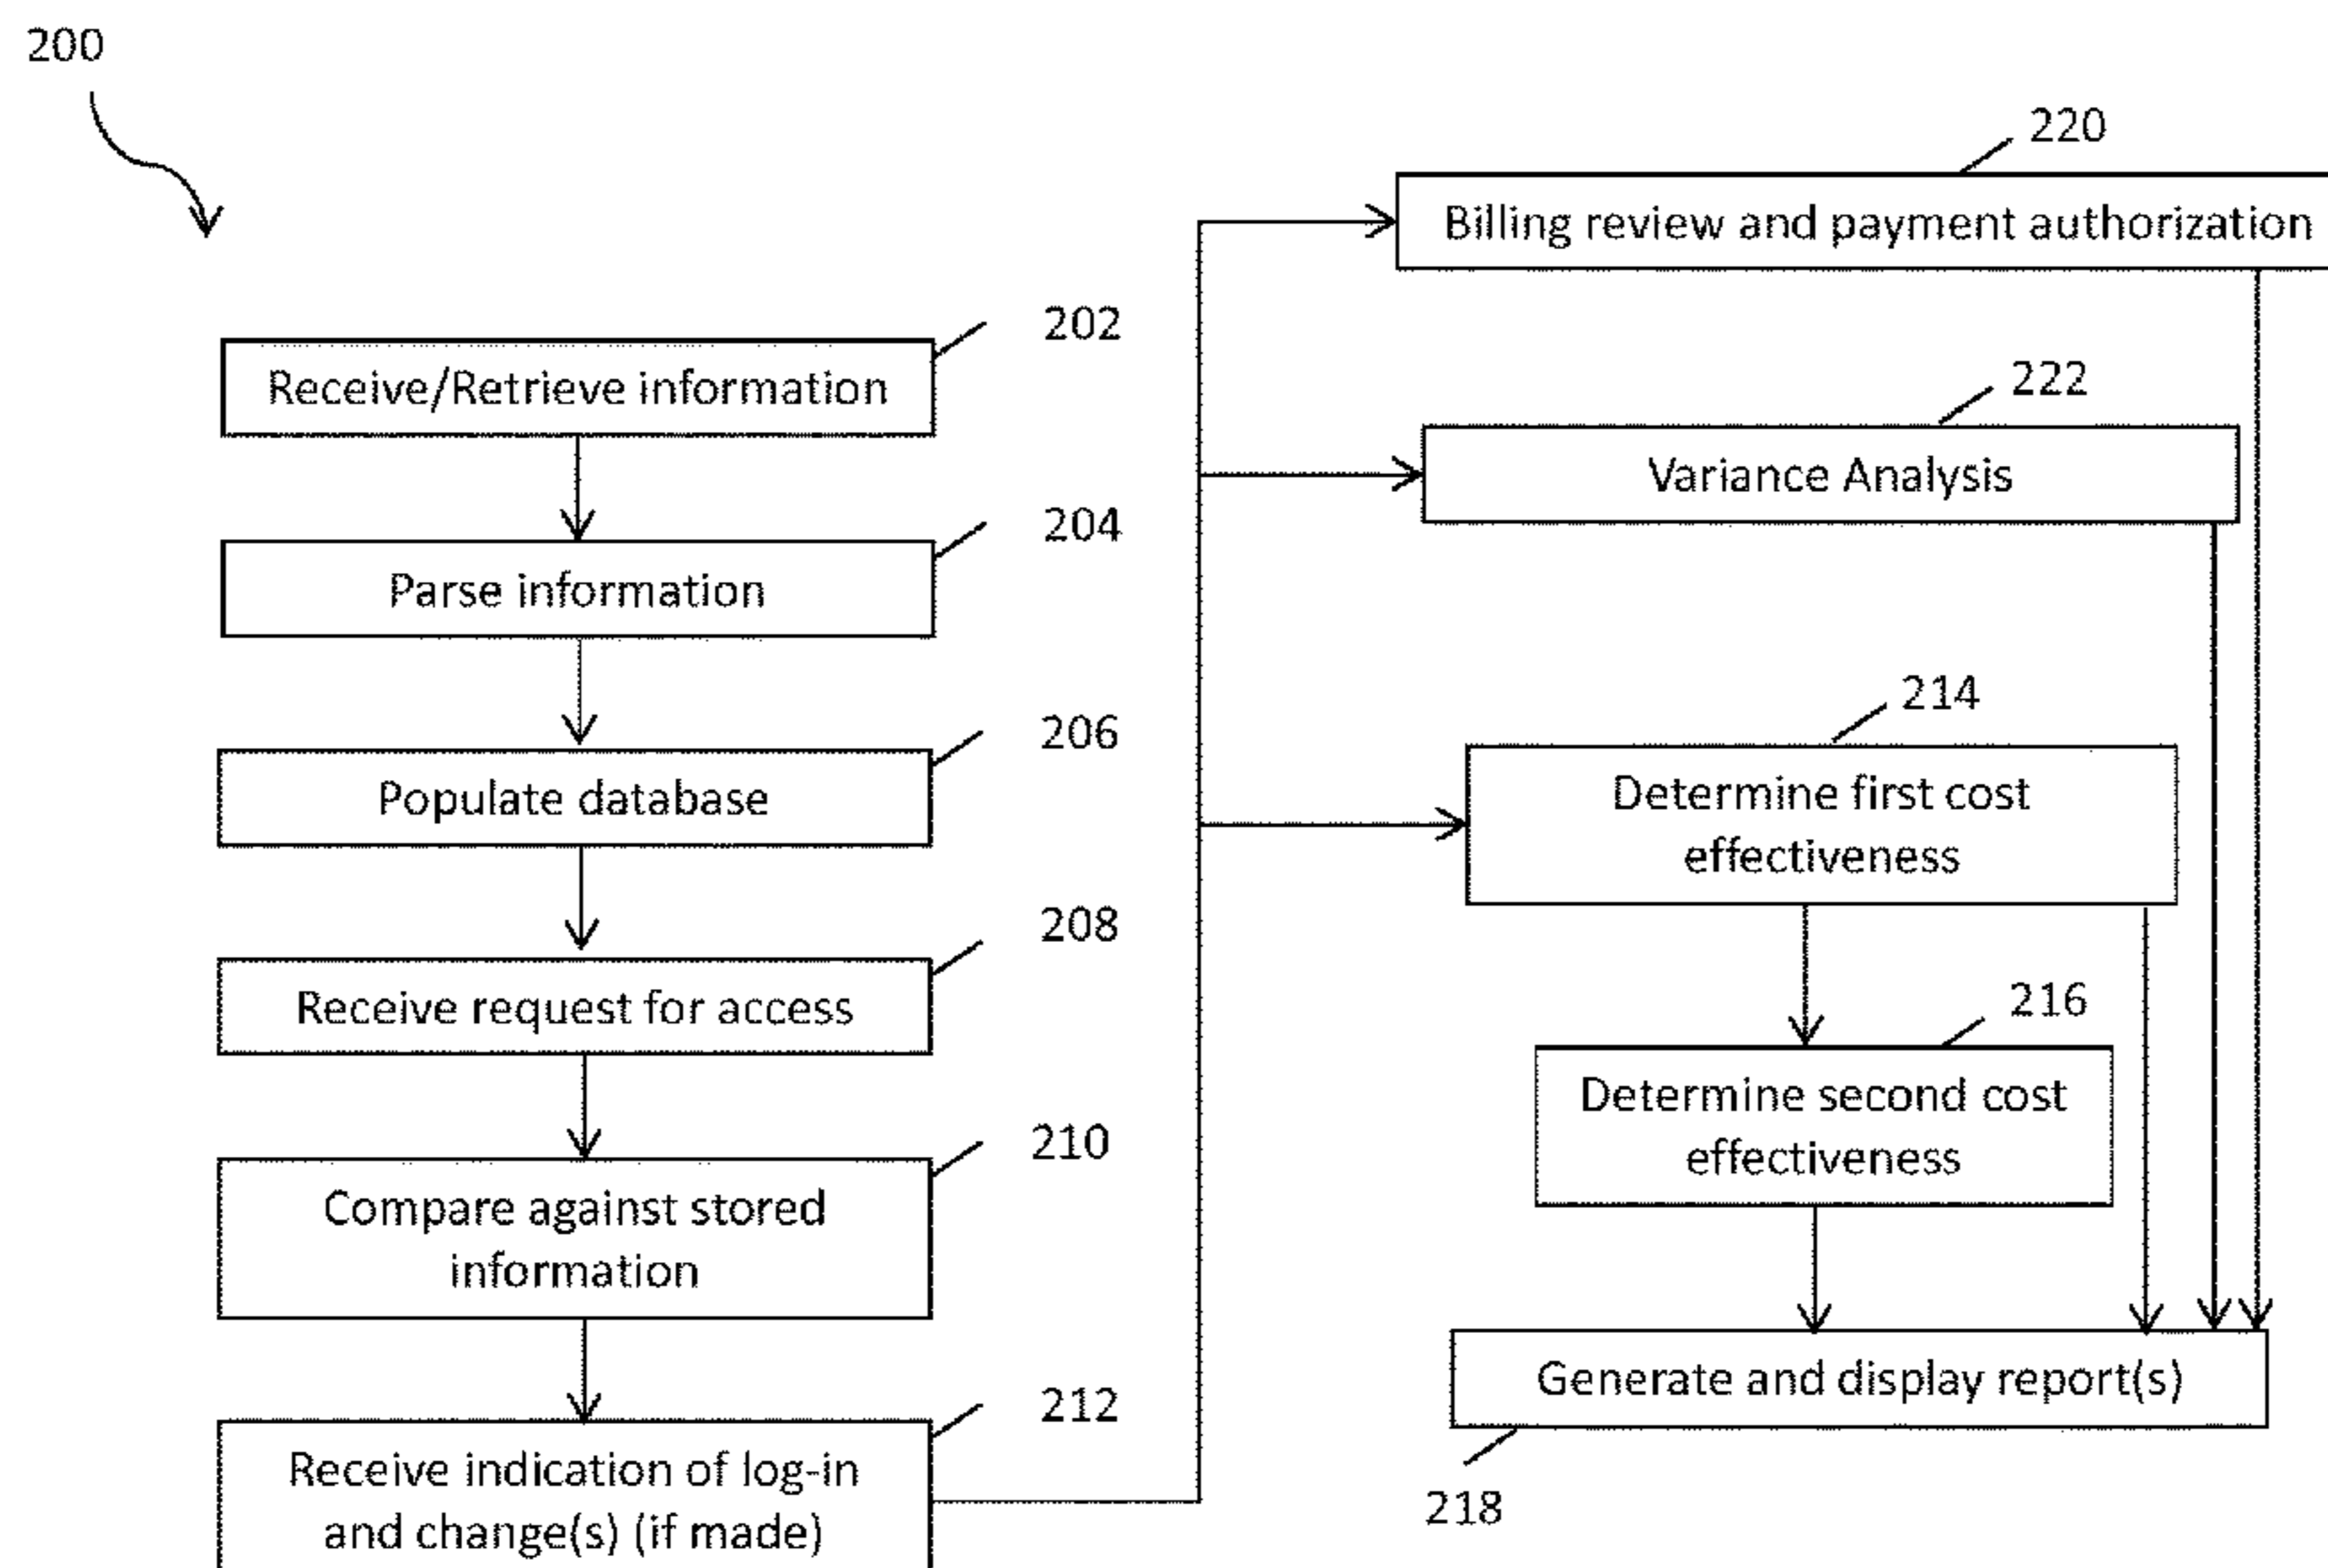 200
202
Receive/Retrieve information
204
Parse information
206
Populate database
208
Receive request for access
210
Compare against stored
information
212
Receive indication of log-in
and change(s) (if made)
220
Billing review and payment authorization
222
Variance Analysis
214
Determine first cost
effectiveness
216
Determine second cost
effectiveness
Generate and display report(s)
218